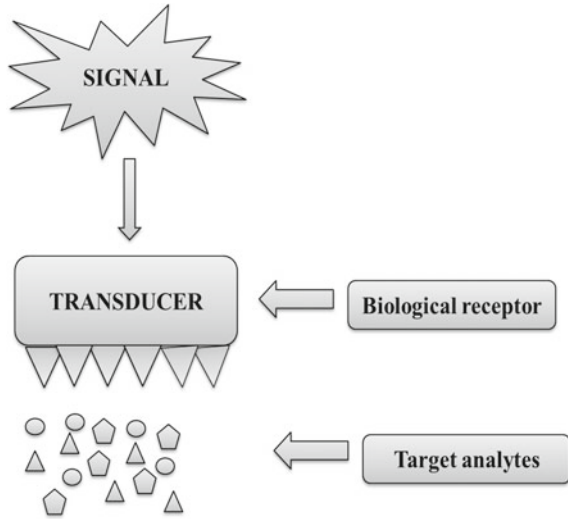 SIGNAL
TRANSDUCER
Biological receptor
Target analytes